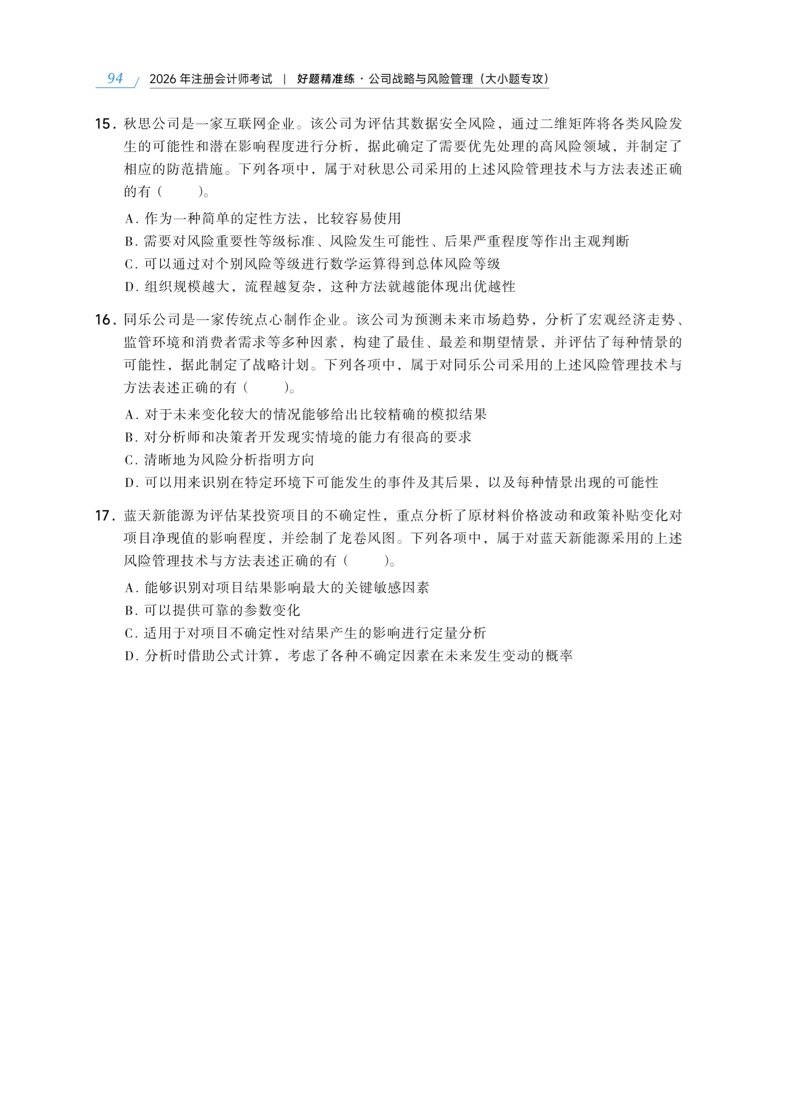 94 2026 年注册会计师考试 | 好题精准练 · 公司战略与风险管理（大小题专攻）
15. 秋思公司是一家互联网企业。该公司为评估其数据安全风险，通过二维矩阵将各类风险发
生的可能性和潜在影响程度进行分析，据此确定了需要优先处理的高风险领域，并制定了
相应的防范措施。下列各项中，属于对秋思公司采用的上述风险管理技术与方法表述正确
的有（　　）。
A. 作为一种简单的定性方法，比较容易使用
B. 需要对风险重要性等级标准、风险发生可能性、后果严重程度等作出主观判断
C. 可以通过对个别风险等级进行数学运算得到总体风险等级
D. 组织规模越大，流程越复杂，这种方法就越能体现出优越性
16. 同乐公司是一家传统点心制作企业。该公司为预测未来市场趋势，分析了宏观经济走势、
监管环境和消费者需求等多种因素，构建了最佳、最差和期望情景，并评估了每种情景的
可能性，据此制定了战略计划。下列各项中，属于对同乐公司采用的上述风险管理技术与
方法表述正确的有（　　）。
A. 对于未来变化较大的情况能够给出比较精确的模拟结果
B. 对分析师和决策者开发现实情境的能力有很高的要求
C. 清晰地为风险分析指明方向
D. 可以用来识别在特定环境下可能发生的事件及其后果，以及每种情景出现的可能性
17. 蓝天新能源为评估某投资项目的不确定性，重点分析了原材料价格波动和政策补贴变化对
项目净现值的影响程度，并绘制了龙卷风图。下列各项中，属于对蓝天新能源采用的上述
风险管理技术与方法表述正确的有（　　）。
A. 能够识别对项目结果影响最大的关键敏感因素
B. 可以提供可靠的参数变化
C. 适用于对项目不确定性对结果产生的影响进行定量分析
D. 分析时借助公式计算，考虑了各种不确定因素在未来发生变动的概率